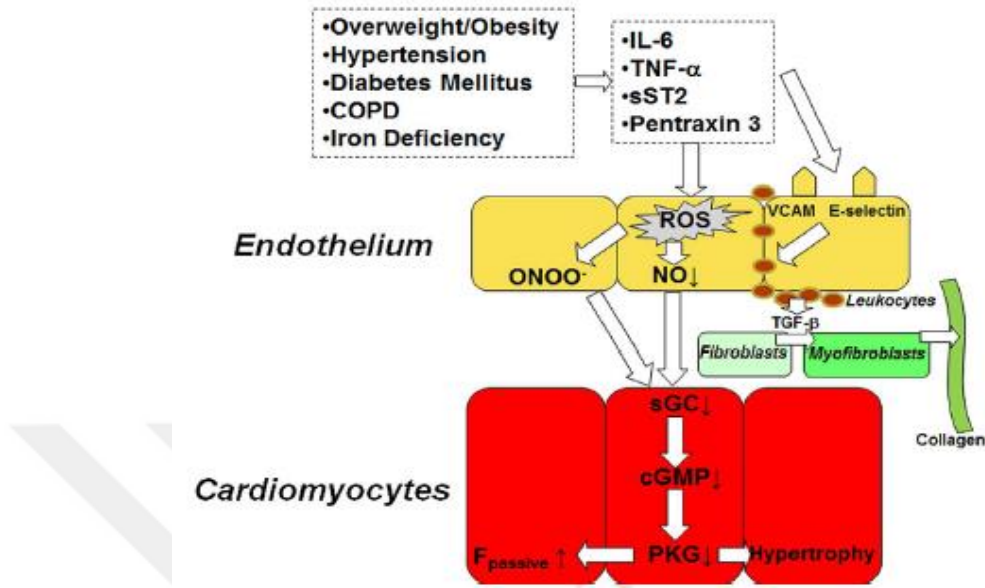 •Overweight/Obesity
•Hypertension
•Diabetes Mellitus
•COPD
•Iron Deficiency
•IL-6
•TNF-α
•sST2
•Pentraxin 3
VCAM E-selectin
ROS
Endothelium
ONOO⁻ NO↓
Leukocytes
TGF-β
Fibroblasts Myofibroblasts
Collagen
sGC↓
cGMP↓
Cardiomyocytes
Fpassive ↑ PKG↓ Hypertrophy